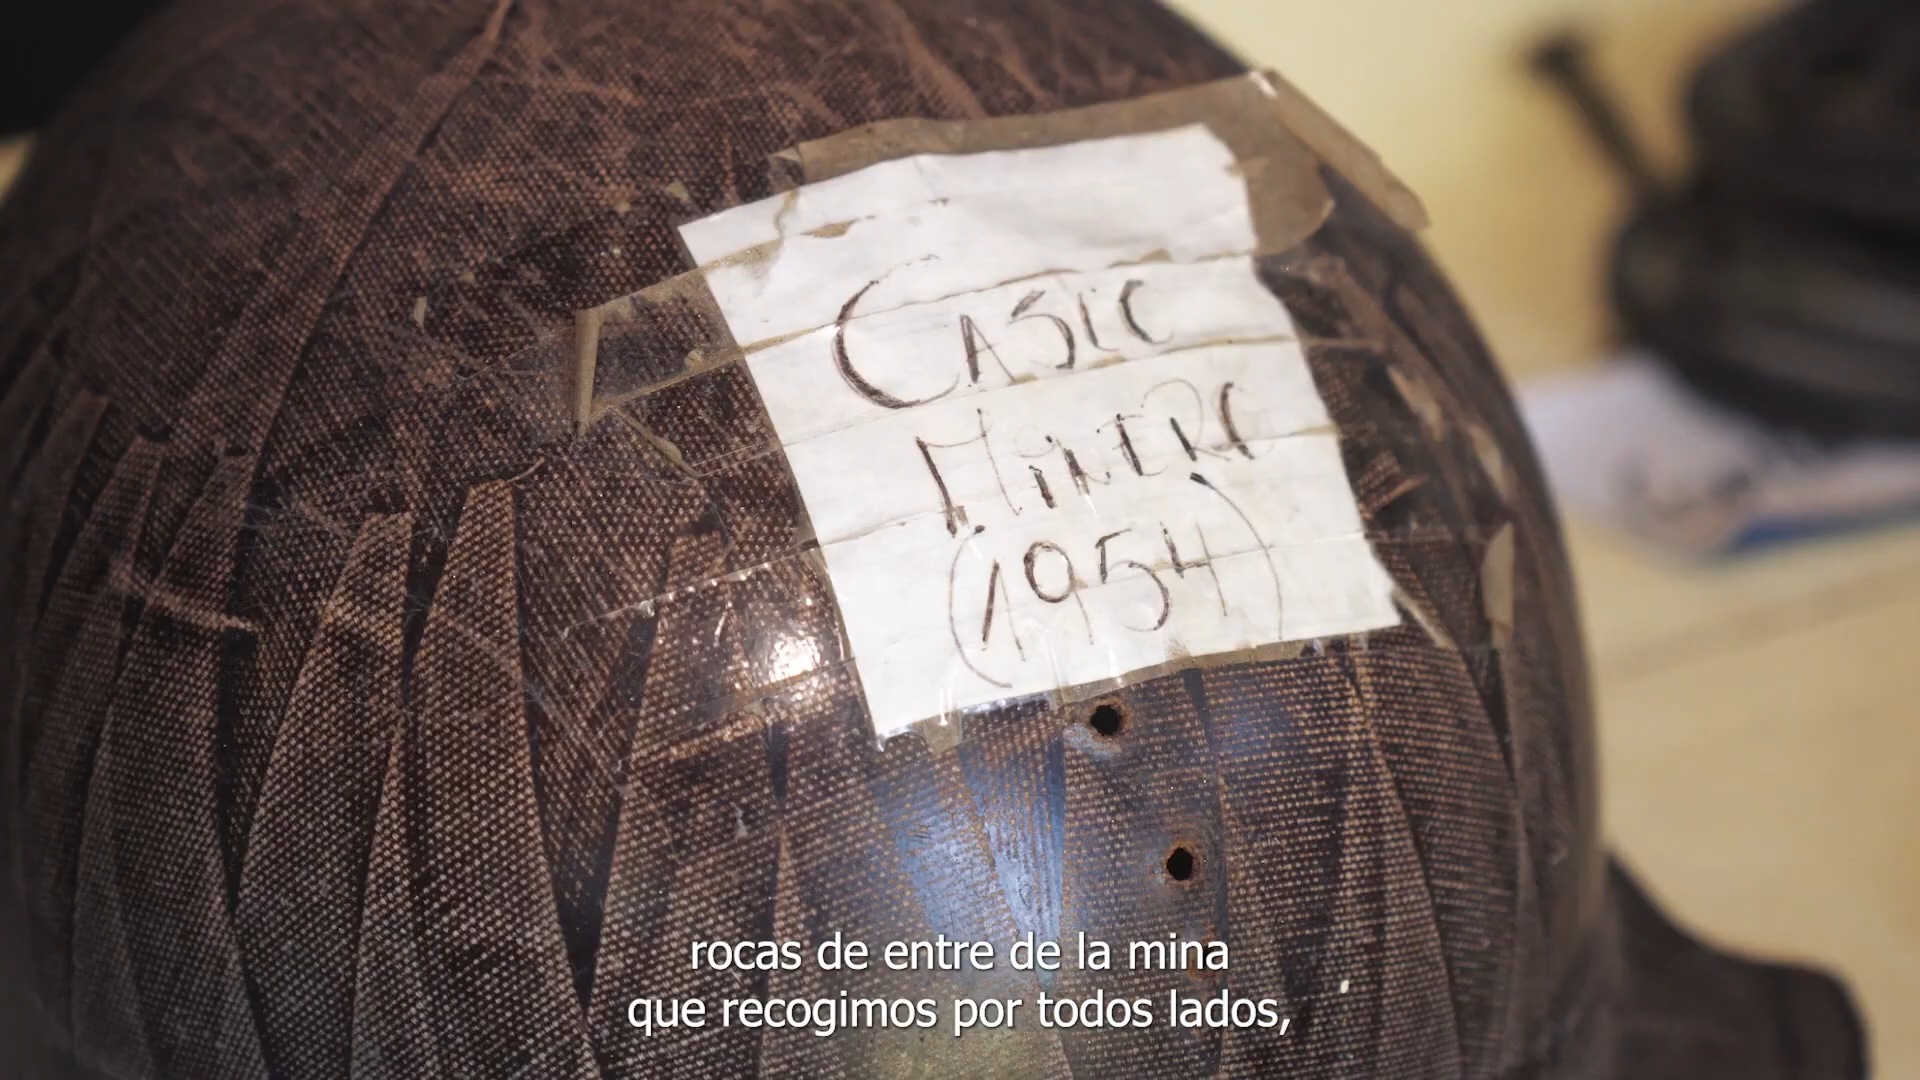 CASCO
MINERO
(1954)
rocas de entre de la mina
que recogimos por todos lados,